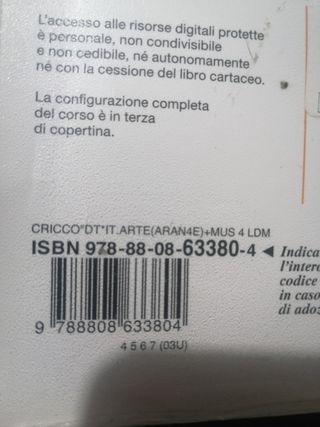 L'accesso alle risorse digitali protette
è personale, non condivisibile
e non cedibile, né autonomamente
né con la cessione del libro cartaceo.
La configurazione completa
del corso è in terza
di copertina.
CRICCO*DT*IT.ARTE(ARAN4E)+MUS 4 LDM
ISBN 978-88-08-63380-4 ◄ Indica
l'inter
codice
in caso
di ado
9 788808 633804
4 5 6 7 (03U)